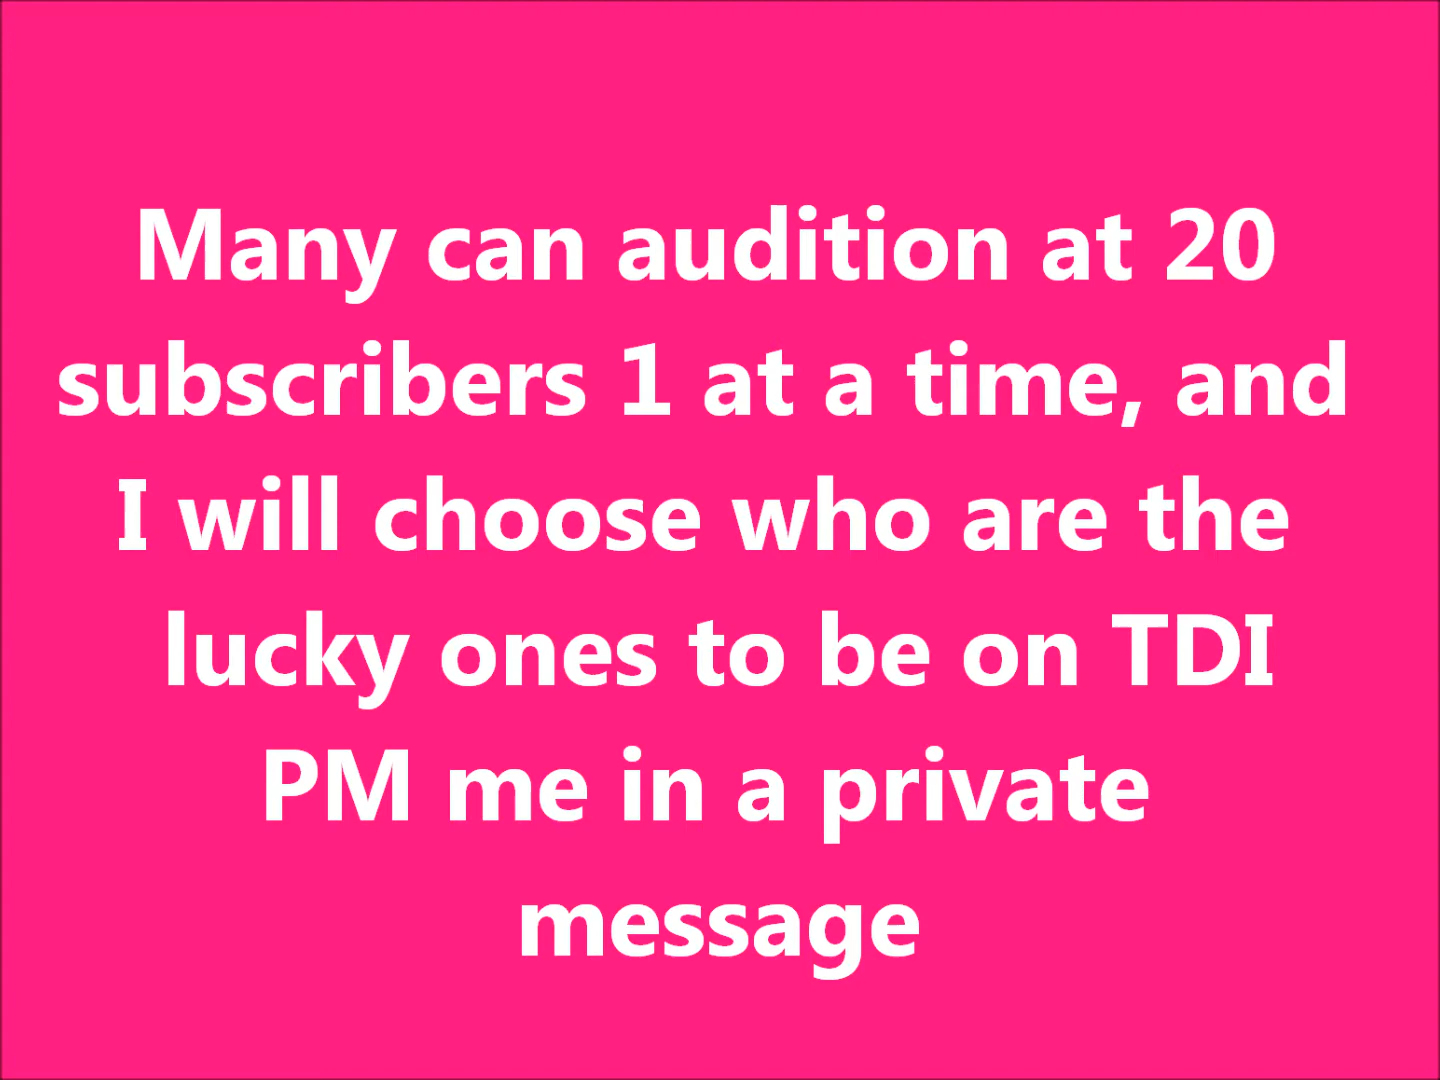 Many can audition at 20
subscribers 1 at a time, and
I will choose who are the
lucky ones to be on TDI
PM me in a private
message